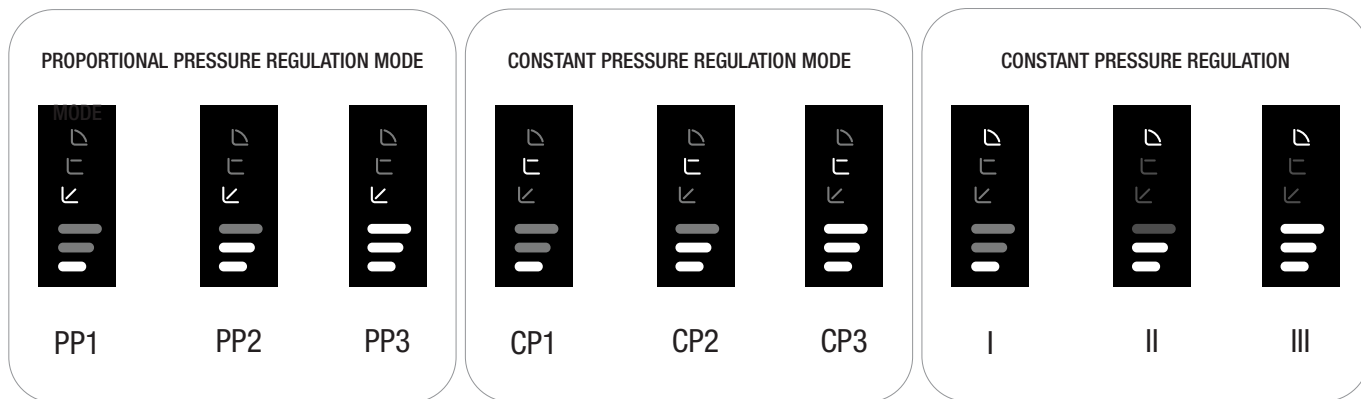 PROPORTIONAL PRESSURE REGULATION MODE
MODE
PP1
PP2
PP3
CONSTANT PRESSURE REGULATION MODE
CP1
CP2
CP3
CONSTANT PRESSURE REGULATION
I
II
III